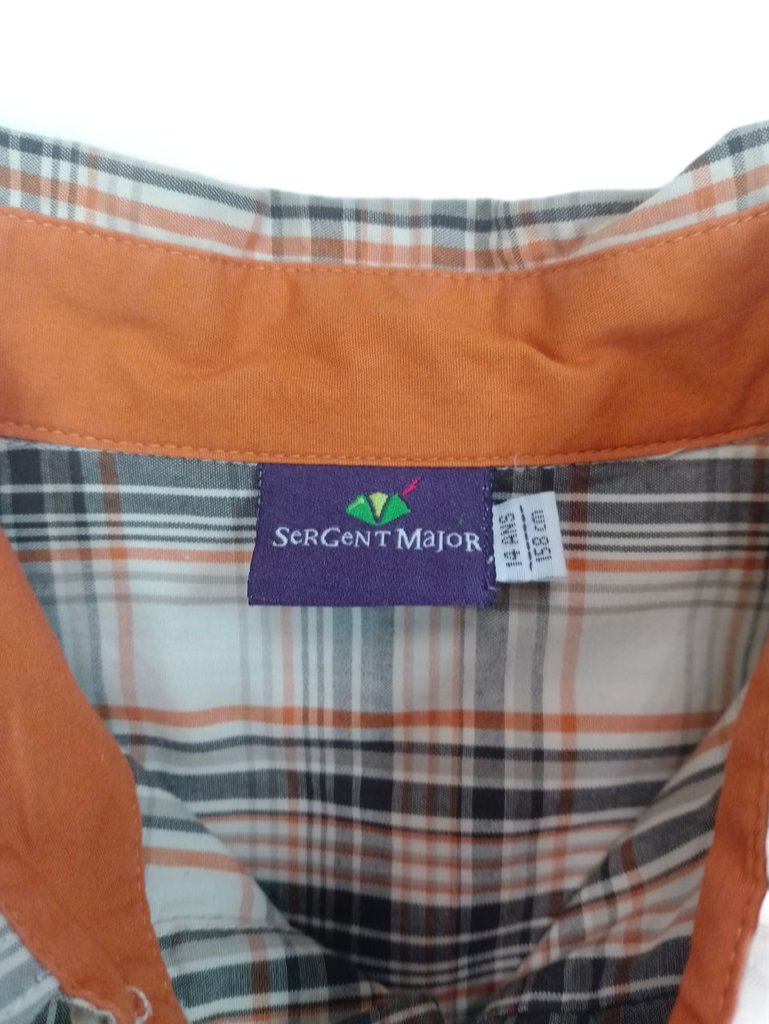 SerGent Major
14 ANS
158 cm